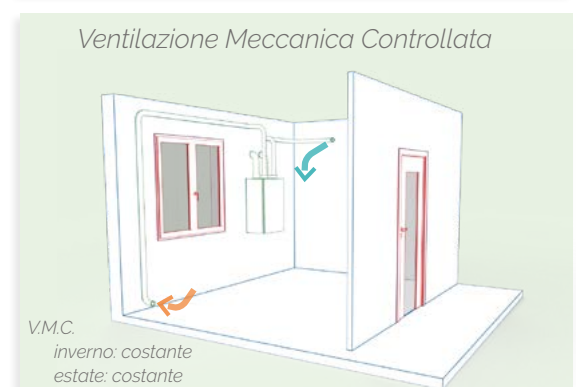 Ventilazione Meccanica Controllata
V.M.C.
inverno: costante
estate: costante